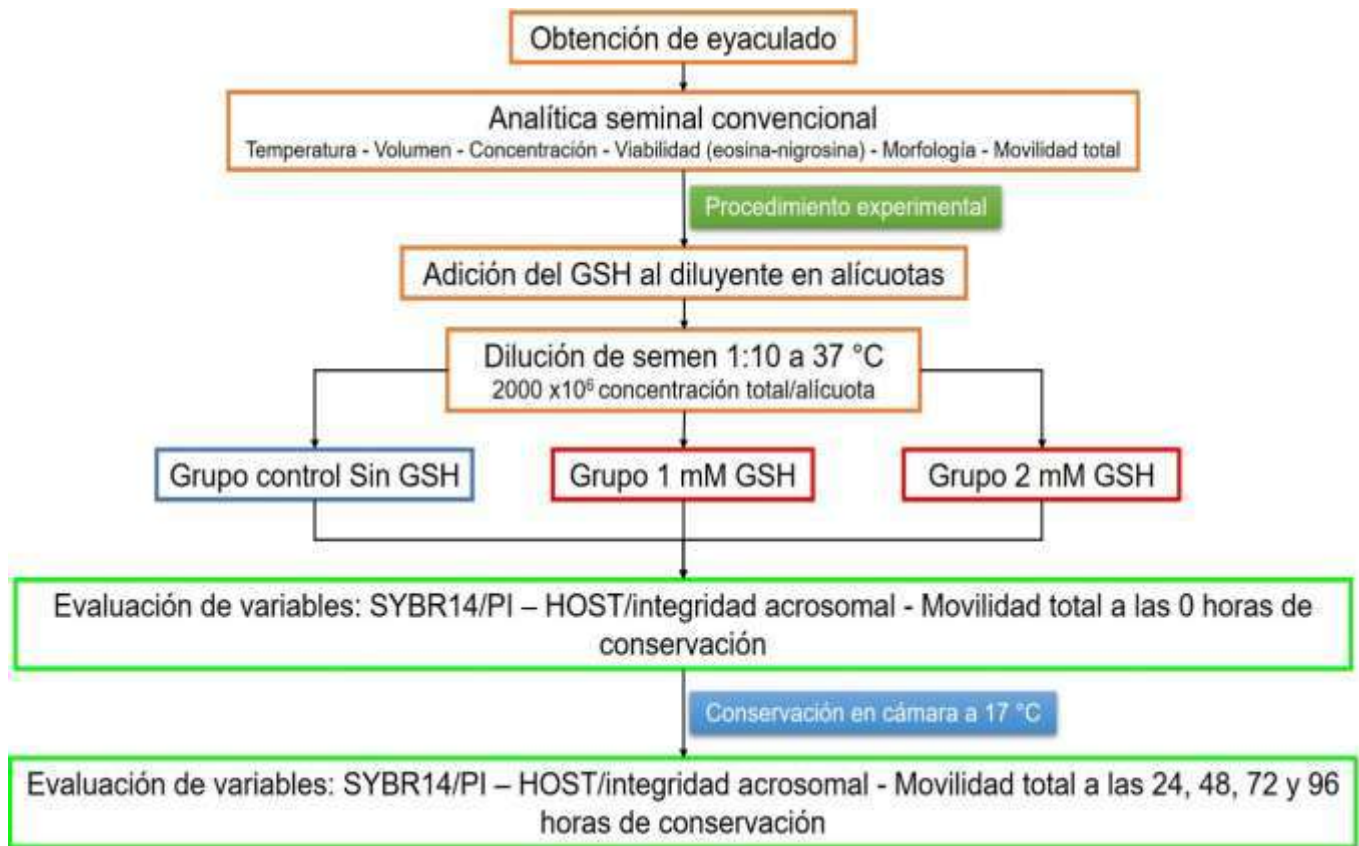 Obtención de eyaculado
Analítica seminal convencional
Temperatura - Volumen - Concentración - Viabilidad (eosina-nigrosina) - Morfología - Movilidad total
Procedimiento experimental
Adición del GSH al diluyente en alícuotas
Dilución de semen 1:10 a 37 °C
2000 x10⁶ concentración total/alícuota
Grupo control Sin GSH
Grupo 1 mM GSH
Grupo 2 mM GSH
Evaluación de variables: SYBR14/PI – HOST/integridad acrosomal - Movilidad total a las 0 horas de
conservación
Conservación en cámara a 17 °C
Evaluación de variables: SYBR14/PI – HOST/integridad acrosomal - Movilidad total a las 24, 48, 72 y 96
horas de conservación